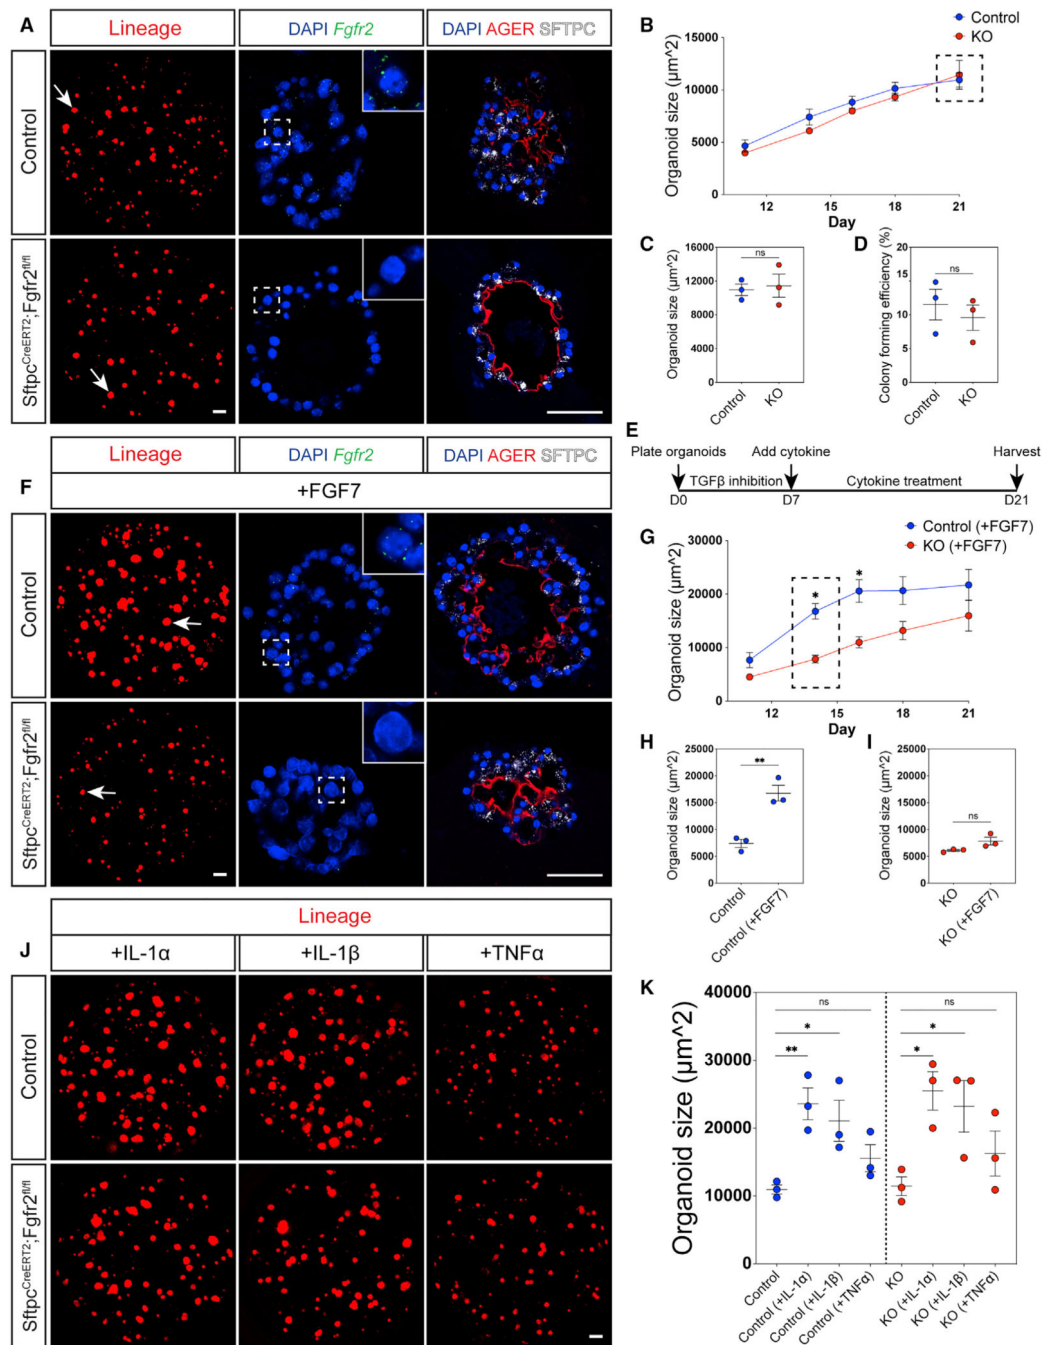 A
Lineage
DAPI Fgfr2
DAPI AGER SFTPC
Control
SftpcCreERT2;Fgfr2fl/fl
B
Control
KO
Organoid size (µm^2)
15000
10000
5000
0
12
15
18
21
Day
C
Organoid size (µm^2)
16000
12000
8000
4000
0
ns
Control
KO
D
Colony forming efficiency (%)
20
15
10
5
0
ns
Control
KO
E
Plate organoids
Add cytokine
Harvest
TGFβ inhibition
Cytokine treatment
D0
D7
D21
F
Lineage
DAPI Fgfr2
DAPI AGER SFTPC
+FGF7
Control
SftpcCreERT2;Fgfr2fl/fl
G
Control (+FGF7)
KO (+FGF7)
Organoid size (µm^2)
30000
20000
10000
0
*
*
12
15
18
21
Day
H
Organoid size (µm^2)
25000
20000
15000
10000
5000
0
**
Control
Control (+FGF7)
I
Organoid size (µm^2)
25000
20000
15000
10000
5000
0
ns
KO
KO (+FGF7)
J
Lineage
+IL-1α
+IL-1β
+TNFα
Control
SftpcCreERT2;Fgfr2fl/fl
K
Organoid size (µm^2)
40000
30000
20000
10000
0
ns
*
**
ns
*
*
Control
Control (+IL-1α)
Control (+IL-1β)
Control (+TNFα)
KO
KO (+IL-1α)
KO (+IL-1β)
KO (+TNFα)